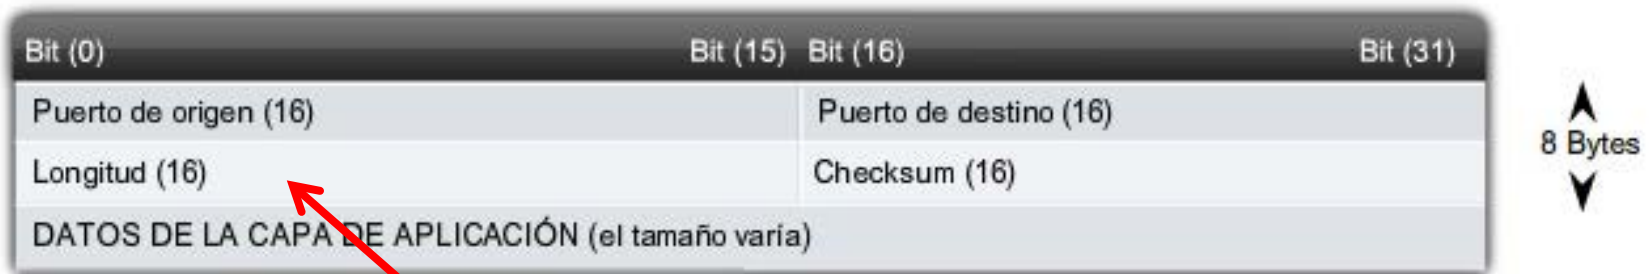 Bit (0) Bit (15) Bit (16) Bit (31)
Puerto de origen (16) Puerto de destino (16)
Longitud (16) Checksum (16)
8 Bytes
DATOS DE LA CAPA DE APLICACIÓN (el tamaño varía)